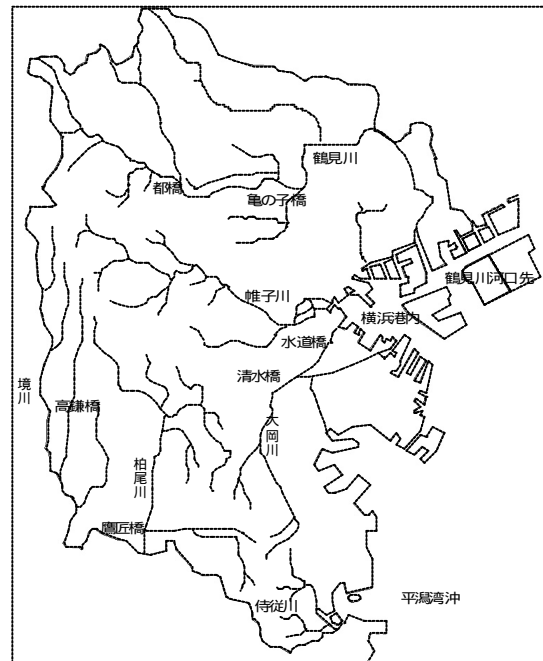 鶴見川
都橋
亀の子橋
鶴見川河口先
帷子川
横浜港内
水道橋
清水橋
境川
高鎌橋
大岡川
柏尾川
鷹匠橋
平潟湾沖
侍従川